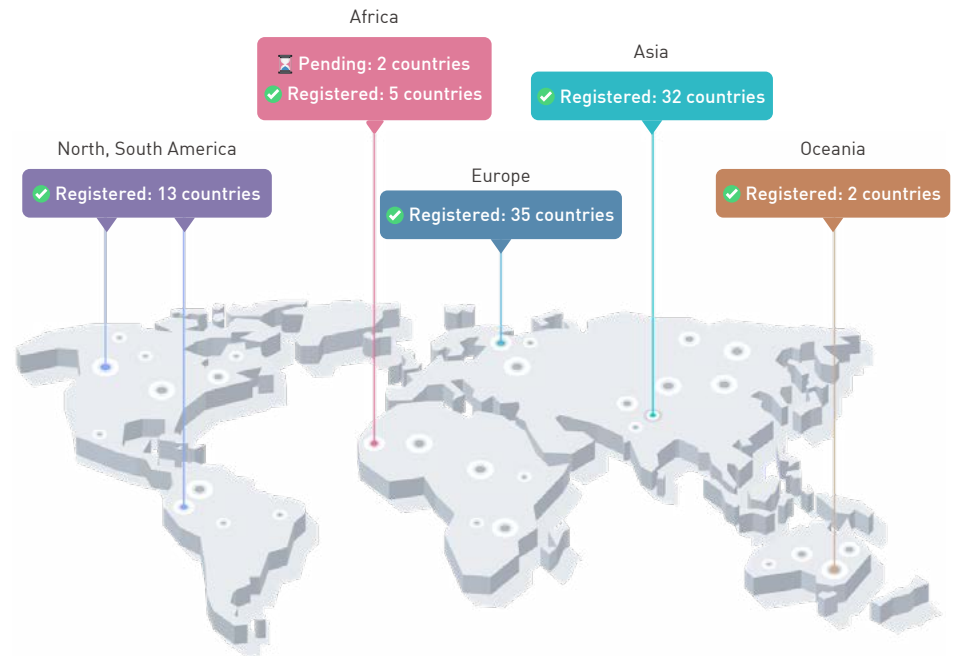 Africa
⏳ Pending: 2 countries
✅ Registered: 5 countries
Asia
✅ Registered: 32 countries
North, South America
✅ Registered: 13 countries
Europe
✅ Registered: 35 countries
Oceania
✅ Registered: 2 countries